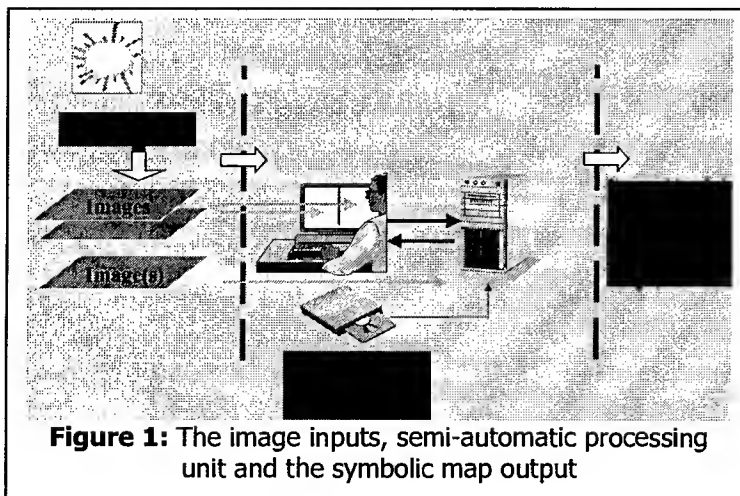 Images
Image(s)
Figure 1: The image inputs, semi-automatic processing
unit and the symbolic map output